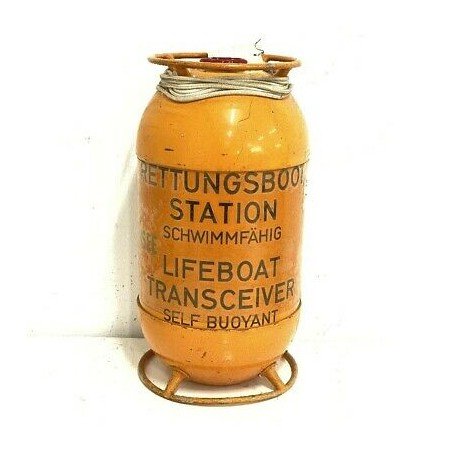 RETTUNGSBOOT
STATION
SCHWIMMFÄHIG
LIFEBOAT
TRANSCEIVER
SELF BUOYANT